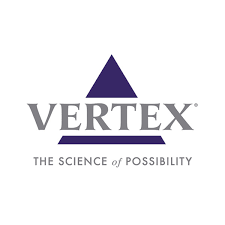 VERTEX®
THE SCIENCE of POSSIBILITY